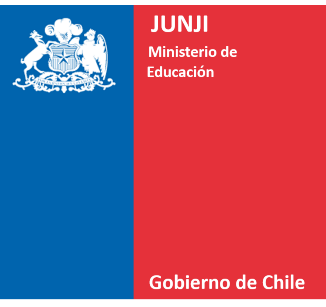 JUNJI
Ministerio de
Educación
Gobierno de Chile